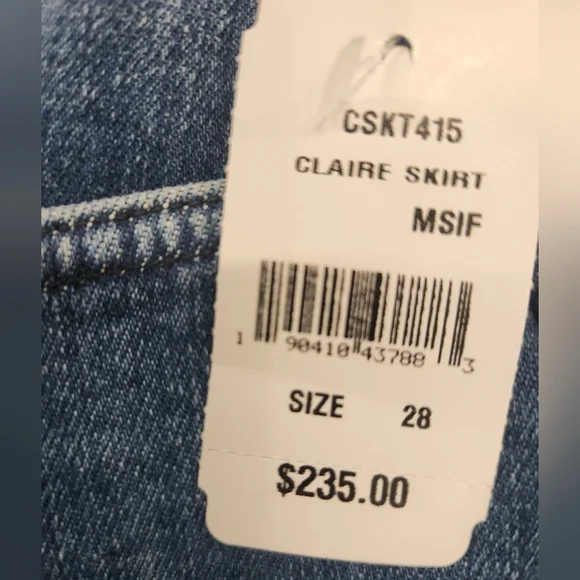 CSKT415
CLAIRE SKIRT
MSIF
1 90410 43788 3
SIZE 28
$235.00